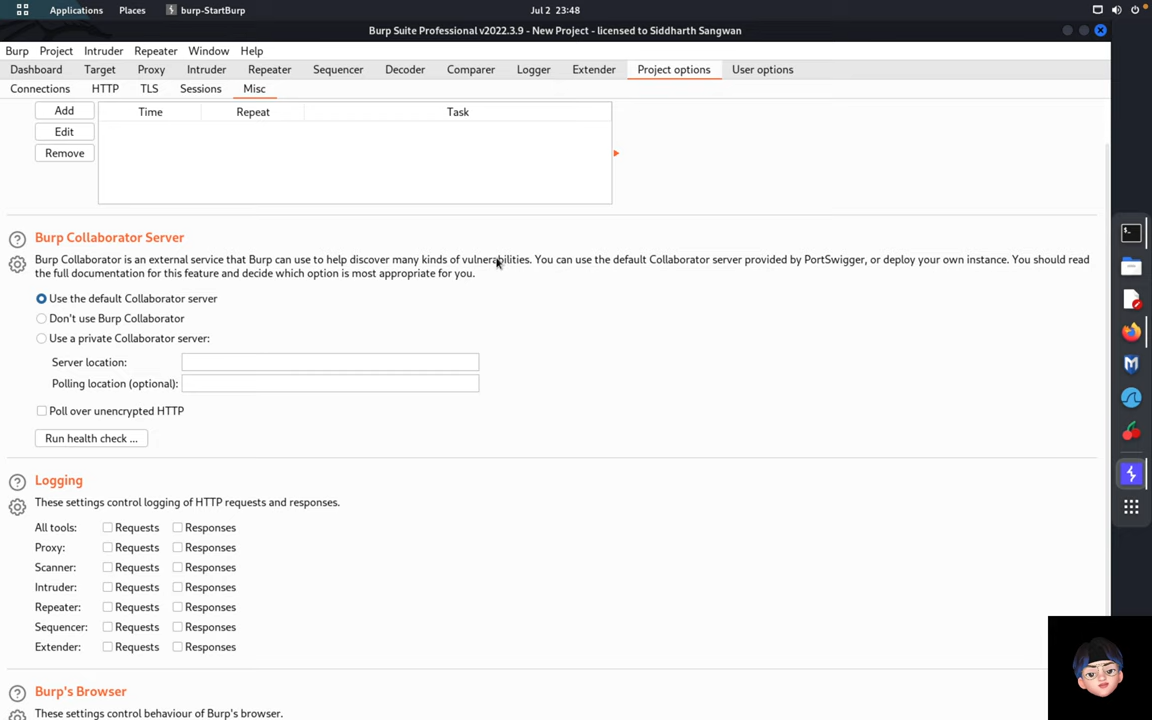 Applications Places burp-StartBurp Jul 2 23:48
Burp Suite Professional v2022.3.9 - New Project - licensed to Siddharth Sangwan
Burp Project Intruder Repeater Window Help
Dashboard Target Proxy Intruder Repeater Sequencer Decoder Comparer Logger Extender Project options User options
Connections HTTP TLS Sessions Misc
Add Time Repeat Task
Edit
Remove
Burp Collaborator Server
Burp Collaborator is an external service that Burp can use to help discover many kinds of vulnerabilities. You can use the default Collaborator server provided by PortSwigger, or deploy your own instance. You should read
the full documentation for this feature and decide which option is most appropriate for you.
Use the default Collaborator server
Don't use Burp Collaborator
Use a private Collaborator server:
Server location:
Polling location (optional):
Poll over unencrypted HTTP
Run health check ...
Logging
These settings control logging of HTTP requests and responses.
All tools: Requests Responses
Proxy: Requests Responses
Scanner: Requests Responses
Intruder: Requests Responses
Repeater: Requests Responses
Sequencer: Requests Responses
Extender: Requests Responses
Burp's Browser
These settings control behaviour of Burp's browser.